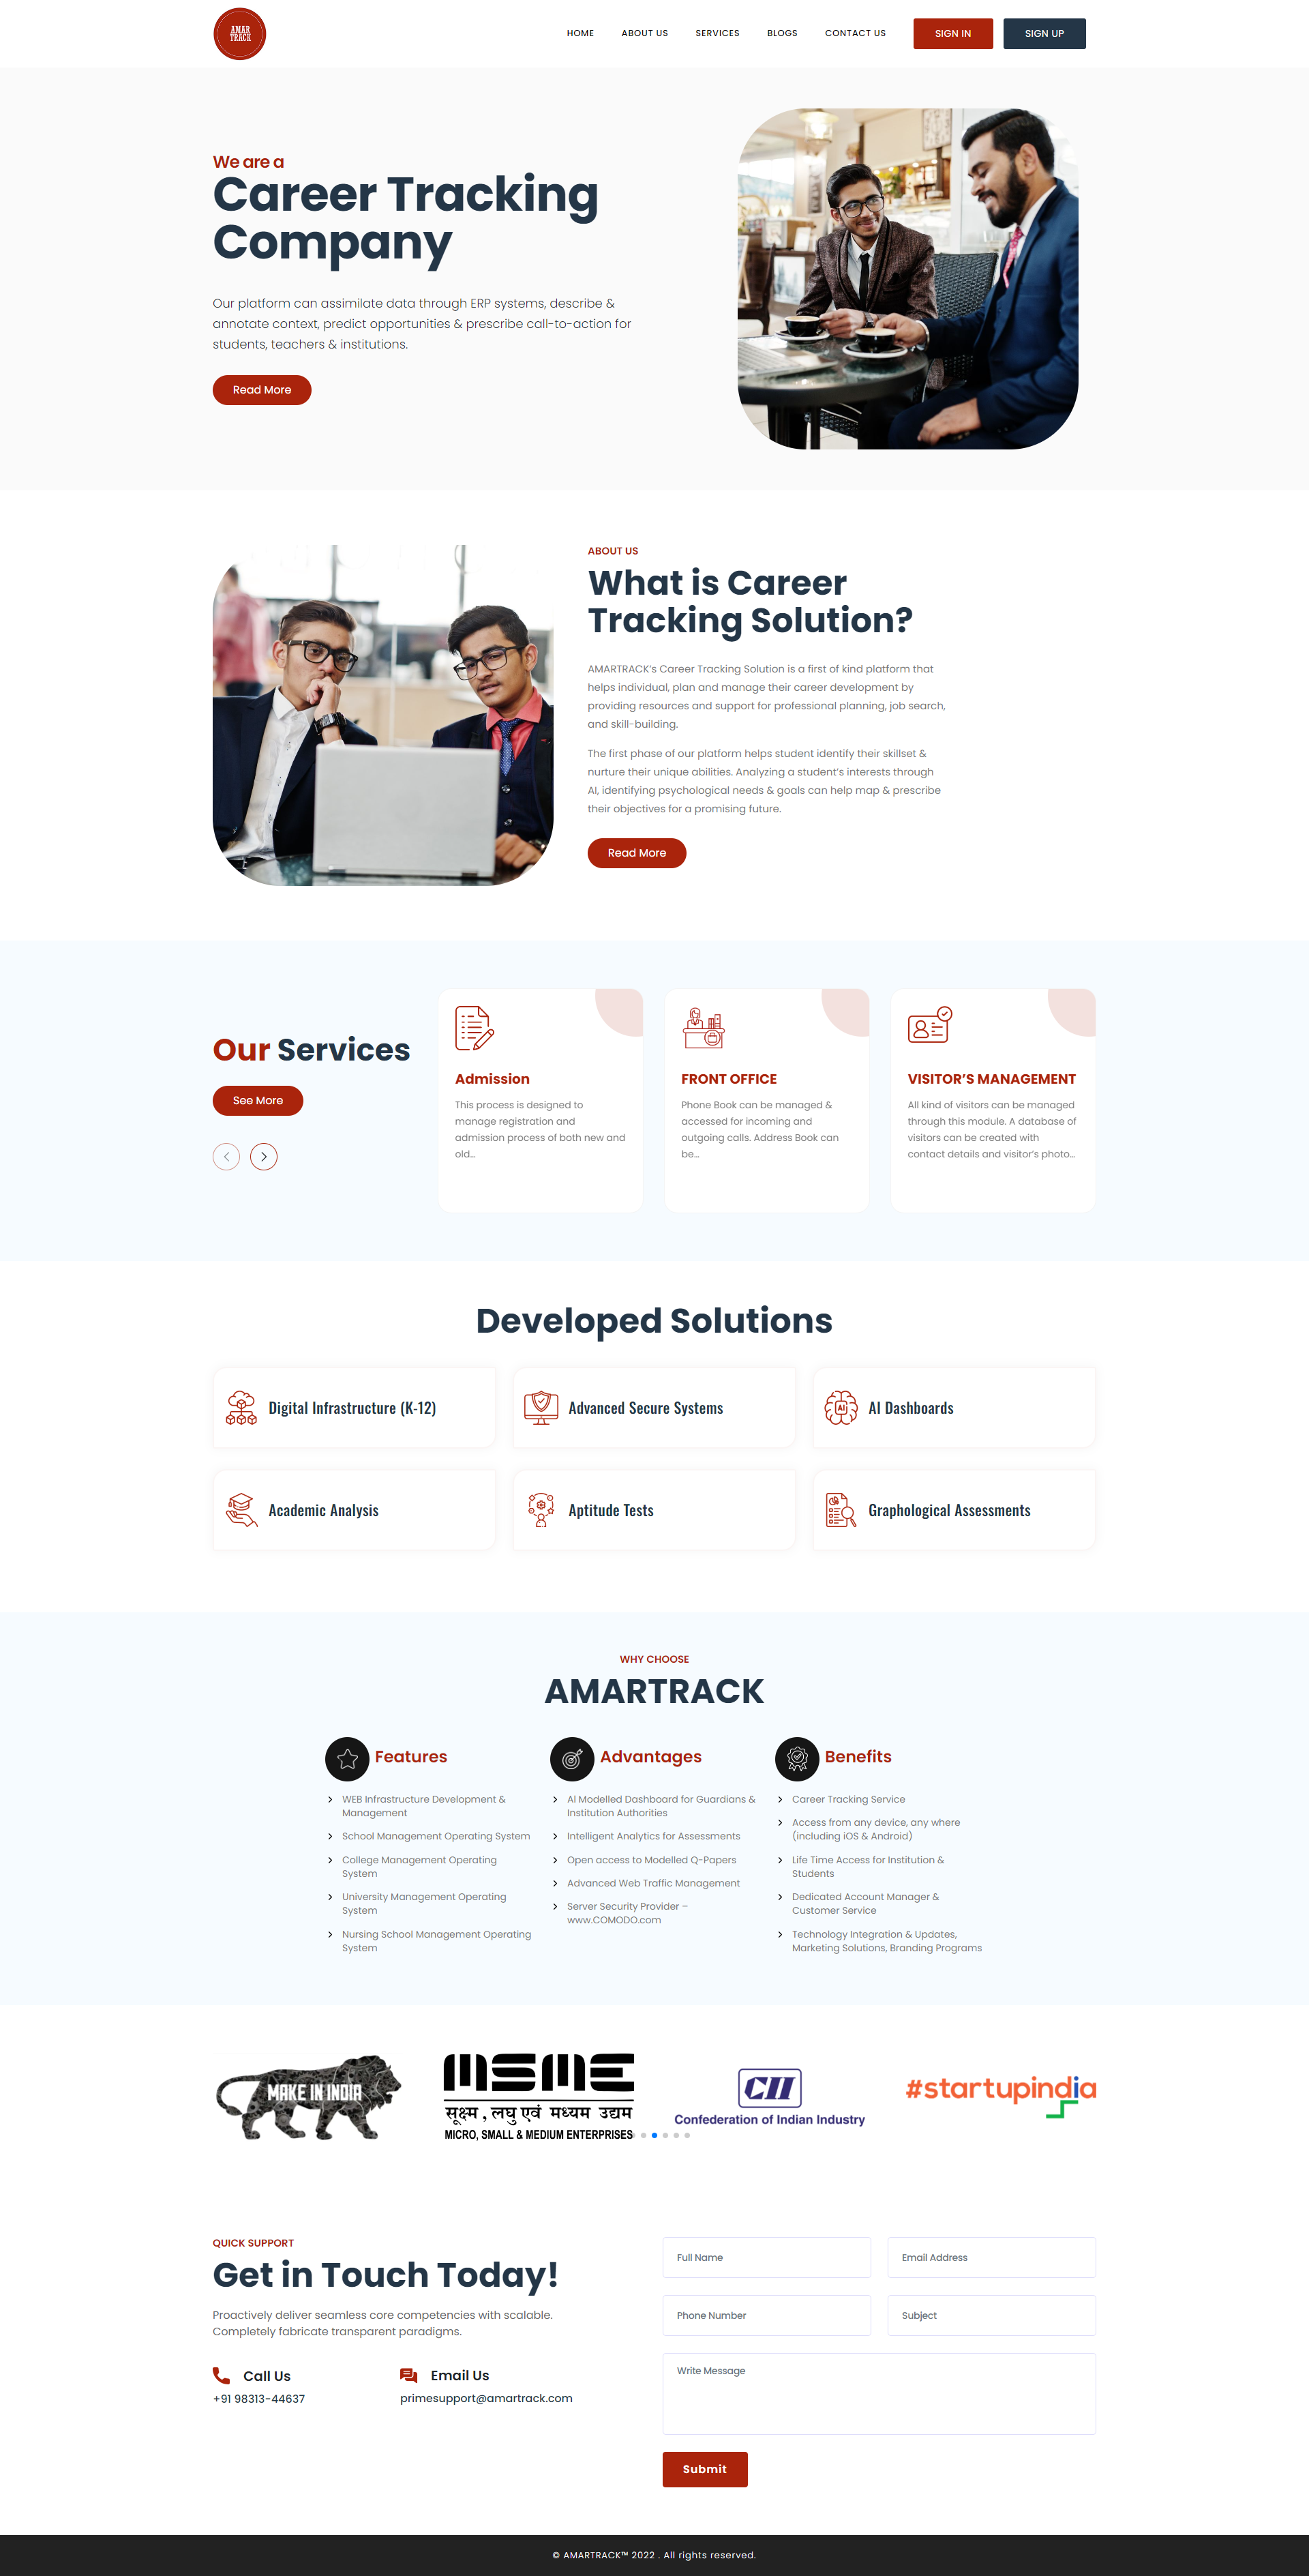 AMAR
TRACK
HOME
ABOUT US
SERVICES
BLOGS
CONTACT US
SIGN IN
SIGN UP
We are a
Career Tracking
Company
Our platform can assimilate data through ERP systems, describe &
annotate context, predict opportunities & prescribe call-to-action for
students, teachers & institutions.
Read More
ABOUT US
What is Career
Tracking Solution?
AMARTRACK's Career Tracking Solution is a first of kind platform that
helps individual, plan and manage their career development by
providing resources and support for professional planning, job search,
and skill-building.
The first phase of our platform helps student identify their skillset &
nurture their unique abilities. Analyzing a student's interests through
AI, identifying psychological needs & goals can help map & prescribe
their objectives for a promising future.
Read More
Our Services
See More
Admission
This process is designed to
manage registration and
admission process of both new and
old...
FRONT OFFICE
Phone Book can be managed &
accessed for incoming and
outgoing calls. Address Book can
be...
VISITOR'S MANAGEMENT
All kind of visitors can be managed
through this module. A database of
visitors can be created with
contact details and visitor's photo...
Developed Solutions
Digital Infrastructure (K-12)
Advanced Secure Systems
AI
AI Dashboards
Academic Analysis
Aptitude Tests
Graphological Assessments
WHY CHOOSE
AMARTRACK
Features
WEB Infrastructure Development &
Management
School Management Operating System
College Management Operating
System
University Management Operating
System
Nursing School Management Operating
System
Advantages
AI Modelled Dashboard for Guardians &
Institution Authorities
Intelligent Analytics for Assessments
Open access to Modelled Q-Papers
Advanced Web Traffic Management
Server Security Provider –
www.COMODO.com
Benefits
Career Tracking Service
Access from any device, any where
(including iOS & Android)
Life Time Access for Institution &
Students
Dedicated Account Manager &
Customer Service
Technology Integration & Updates,
Marketing Solutions, Branding Programs
MAKE IN INDIA
MSME
सूक्ष्म, लघु एवं मध्यम उद्यम
MICRO, SMALL & MEDIUM ENTERPRISES
CII
Confederation of Indian Industry
#startupindia
QUICK SUPPORT
Get in Touch Today!
Proactively deliver seamless core competencies with scalable.
Completely fabricate transparent paradigms.
Call Us
+91 98313-44637
Email Us
primesupport@amartrack.com
Full Name
Email Address
Phone Number
Subject
Write Message
Submit
© AMARTRACK™ 2022 . All rights reserved.